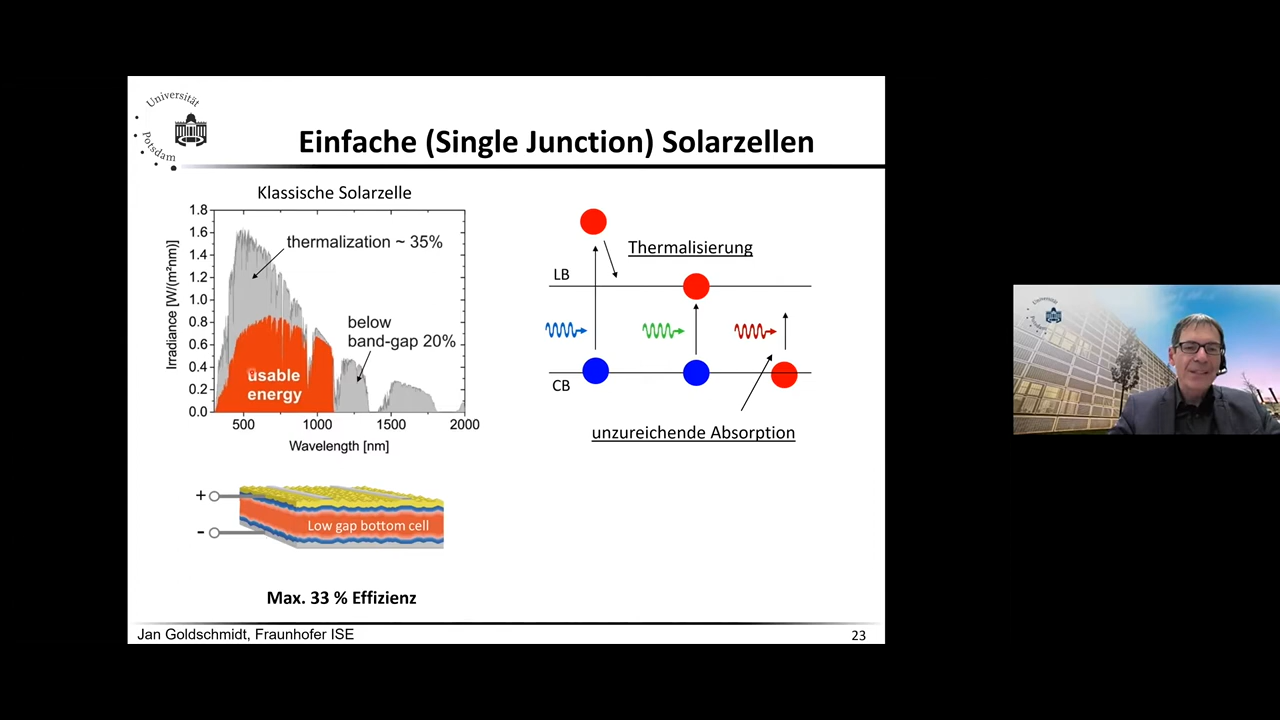 Universität
Potsdam
Einfache (Single Junction) Solarzellen
Klassische Solarzelle
1.8
1.6
1.4
1.2
1.0
0.8
0.6
0.4
0.2
0.0
Irradiance [W/(m²nm)]
thermalization ~ 35%
below
band-gap 20%
usable
energy
500
1000
1500
2000
Wavelength [nm]
Thermalisierung
LB
CB
unzureichende Absorption
+
-
Low gap bottom cell
Max. 33 % Effizienz
Jan Goldschmidt, Fraunhofer ISE
23
Universität
Potsdam